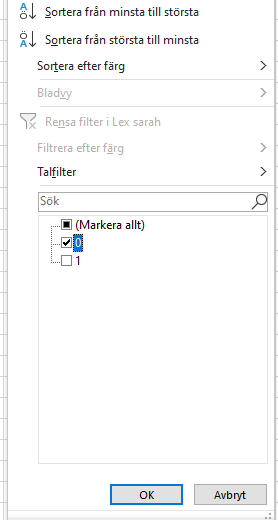 Sortera från minsta till största
Sortera från största till minsta
Sortera efter färg
Bladvy
Rensa filter i Lex sarah
Filtrera efter färg
Talfilter
Sök
(Markera allt)
0
1
OK Avbryt